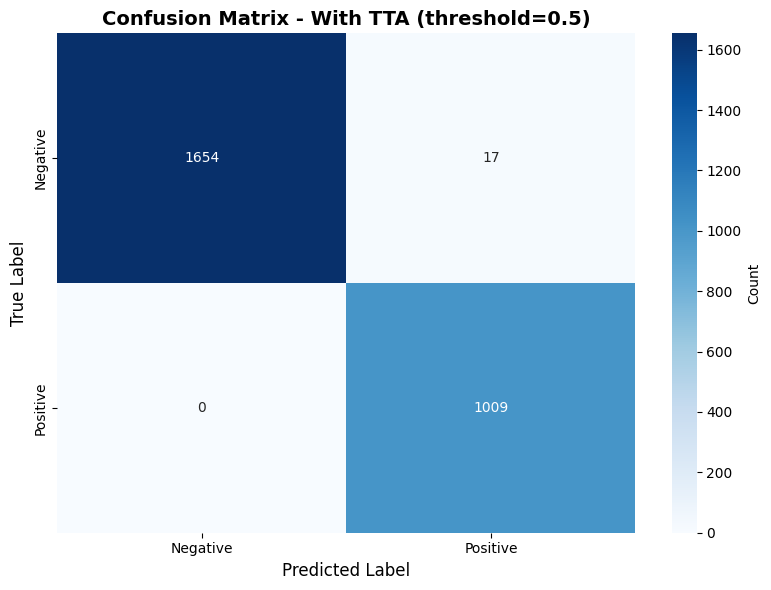 Confusion Matrix - With TTA (threshold=0.5)
True Label
Negative
Positive
1654
17
0
1009
Negative
Positive
Predicted Label
1600
1400
1200
1000
800
600
400
200
0
Count